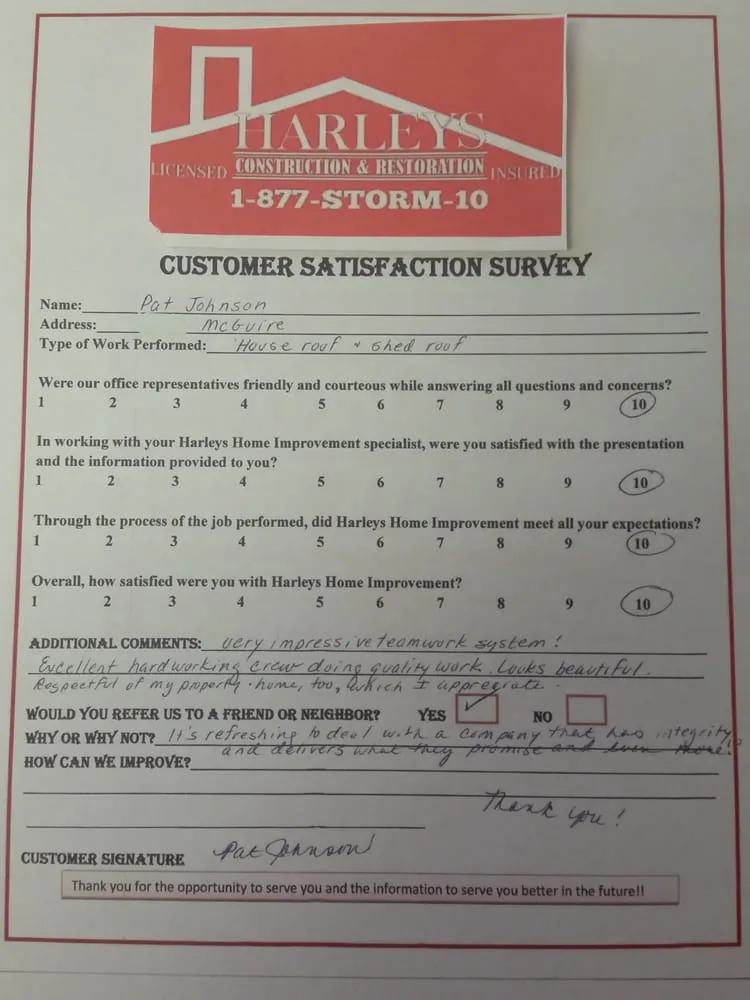 HARLEYS
LICENSED CONSTRUCTION & RESTORATION INSURED
1-877-STORM-10
CUSTOMER SATISFACTION SURVEY
Name: Pat Johnson
Address: McGuire
Type of Work Performed: House roof & shed roof
Were our office representatives friendly and courteous while answering all questions and concerns?
1 2 3 4 5 6 7 8 9 10
In working with your Harleys Home Improvement specialist, were you satisfied with the presentation
and the information provided to you?
1 2 3 4 5 6 7 8 9 10
Through the process of the job performed, did Harleys Home Improvement meet all your expectations?
1 2 3 4 5 6 7 8 9 10
Overall, how satisfied were you with Harleys Home Improvement?
1 2 3 4 5 6 7 8 9 10
ADDITIONAL COMMENTS: very impressive teamwork system!
Excellent hardworking crew doing quality work. Looks beautiful.
Respectful of my property & home, too, which I appreciate.
WOULD YOU REFER US TO A FRIEND OR NEIGHBOR? YES ✓ NO
WHY OR WHY NOT? It's refreshing to deal with a company that has integrity
and delivers what they promise and even more!
HOW CAN WE IMPROVE?
Thank you!
CUSTOMER SIGNATURE Pat Johnson
Thank you for the opportunity to serve you and the information to serve you better in the future!!